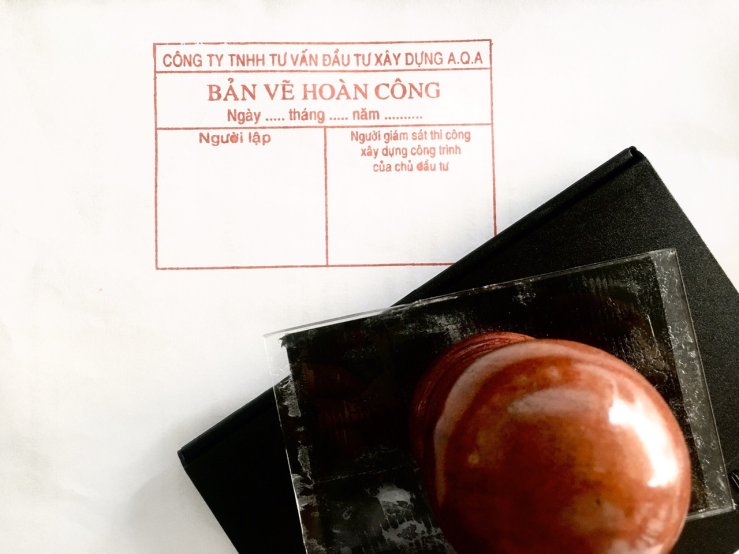 CÔNG TY TNHH TƯ VẤN ĐẦU TƯ XÂY DỰNG A.Q.A
BẢN VẼ HOÀN CÔNG
Ngày ..... tháng ..... năm ..........
Người lập
Người giám sát thi công
xây dựng công trình
của chủ đầu tư